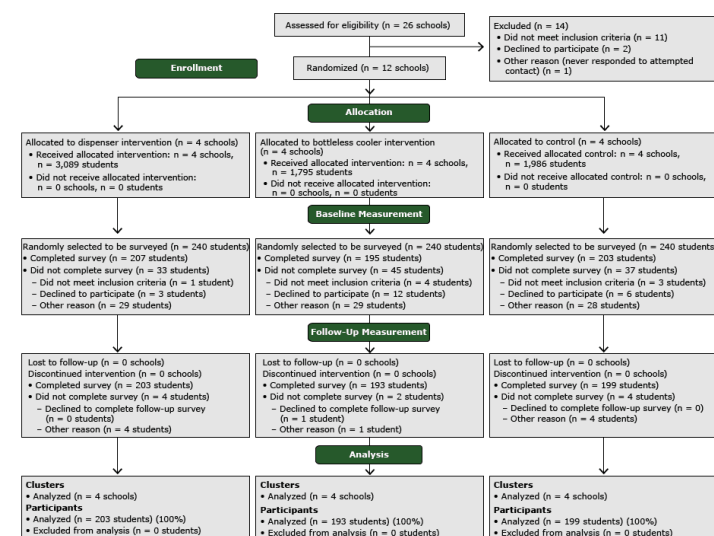 Assessed for eligibility (n = 26 schools)
Excluded (n = 14)
• Did not meet inclusion criteria (n = 11)
• Declined to participate (n = 2)
• Other reason (never responded to attempted
contact) (n = 1)
Enrollment
Randomized (n = 12 schools)
Allocation
Allocated to dispenser intervention (n = 4 schools)
• Received allocated intervention: n = 4 schools,
n = 3,089 students
• Did not receive allocated intervention:
n = 0 schools, n = 0 students
Allocated to bottleless cooler intervention
(n = 4 schools)
• Received allocated intervention: n = 4 schools,
n = 1,795 students
• Did not receive allocated intervention:
n = 0 schools, n = 0 students
Allocated to control (n = 4 schools)
• Received allocated control: n = 4 schools,
n = 1,986 students
• Did not receive allocated control: n = 0 schools,
n = 0 students
Baseline Measurement
Randomly selected to be surveyed (n = 240 students)
• Completed survey (n = 207 students)
• Did not complete survey (n = 33 students)
– Did not meet inclusion criteria (n = 1 student)
– Declined to participate (n = 3 students)
– Other reason (n = 29 students)
Randomly selected to be surveyed (n = 240 students)
• Completed survey (n = 195 students)
• Did not complete survey (n = 45 students)
– Did not meet inclusion criteria (n = 4 students)
– Declined to participate (n = 12 students)
– Other reason (n = 29 students)
Randomly selected to be surveyed (n = 240 students)
• Completed survey (n = 203 students)
• Did not complete survey (n = 37 students)
– Did not meet inclusion criteria (n = 3 students)
– Declined to participate (n = 6 students)
– Other reason (n = 28 students)
Follow-Up Measurement
Lost to follow-up (n = 0 schools)
Discontinued intervention (n = 0 schools)
• Completed survey (n = 203 students)
• Did not complete survey (n = 4 students)
– Declined to complete follow-up survey
(n = 0 students)
– Other reason (n = 4 students)
Lost to follow-up (n = 0 schools)
Discontinued intervention (n = 0 schools)
• Completed survey (n = 193 students)
• Did not complete survey (n = 2 students)
– Declined to complete follow-up survey
(n = 1 student)
– Other reason (n = 1 student)
Lost to follow-up (n = 0 schools)
Discontinued intervention (n = 0 schools)
• Completed survey (n = 199 students)
• Did not complete survey (n = 4 students)
– Declined to complete follow-up survey (n = 0)
– Other reason (n = 4 students)
Analysis
Clusters
• Analyzed (n = 4 schools)
Participants
• Analyzed (n = 203 students) (100%)
• Excluded from analysis (n = 0 students)
Clusters
• Analyzed (n = 4 schools)
Participants
• Analyzed (n = 193 students) (100%)
• Excluded from analysis (n = 0 students)
Clusters
• Analyzed (n = 4 schools)
Participants
• Analyzed (n = 199 students) (100%)
• Excluded from analysis (n = 0 students)